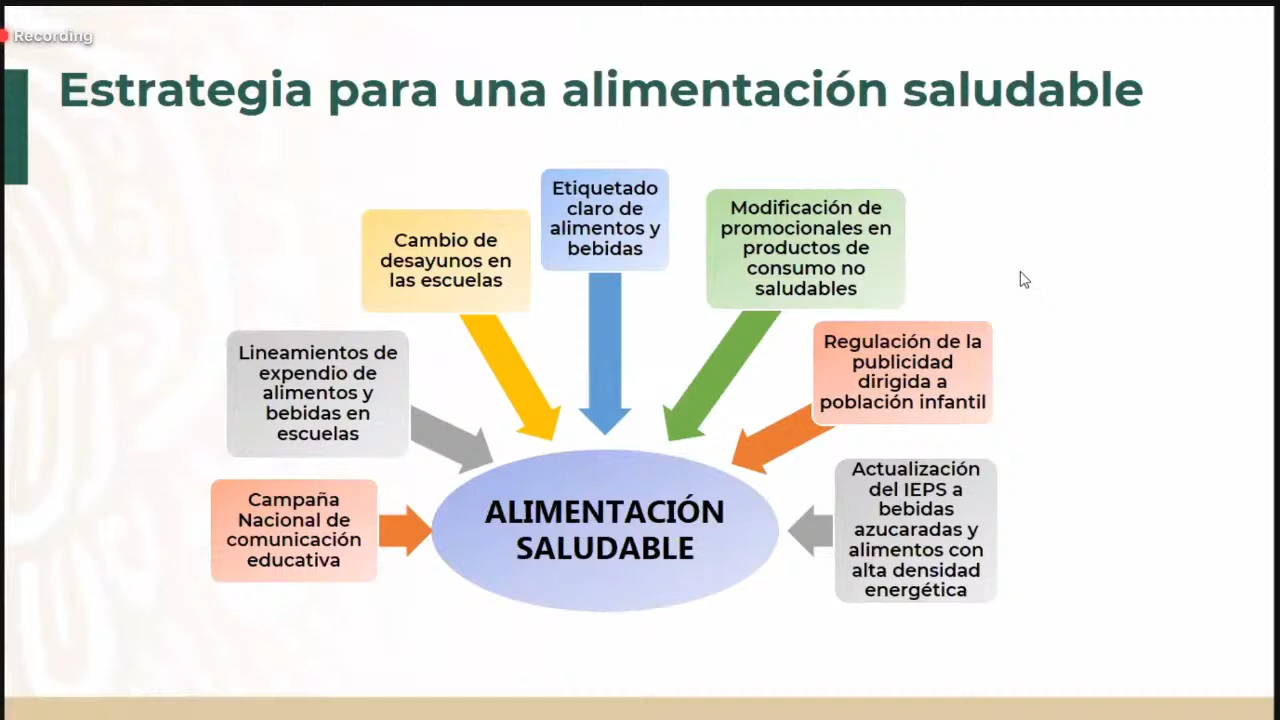 Recording
Estrategia para una alimentación saludable
Etiquetado
claro de
alimentos y
bebidas
Modificación de
promocionales en
productos de
consumo no
saludables
Cambio de
desayunos en
las escuelas
Regulación de la
publicidad
dirigida a
población infantil
Lineamientos de
expendio de
alimentos y
bebidas en
escuelas
Actualización
del IEPS a
bebidas
azucaradas y
alimentos con
alta densidad
energética
Campaña
Nacional de
comunicación
educativa
ALIMENTACIÓN
SALUDABLE